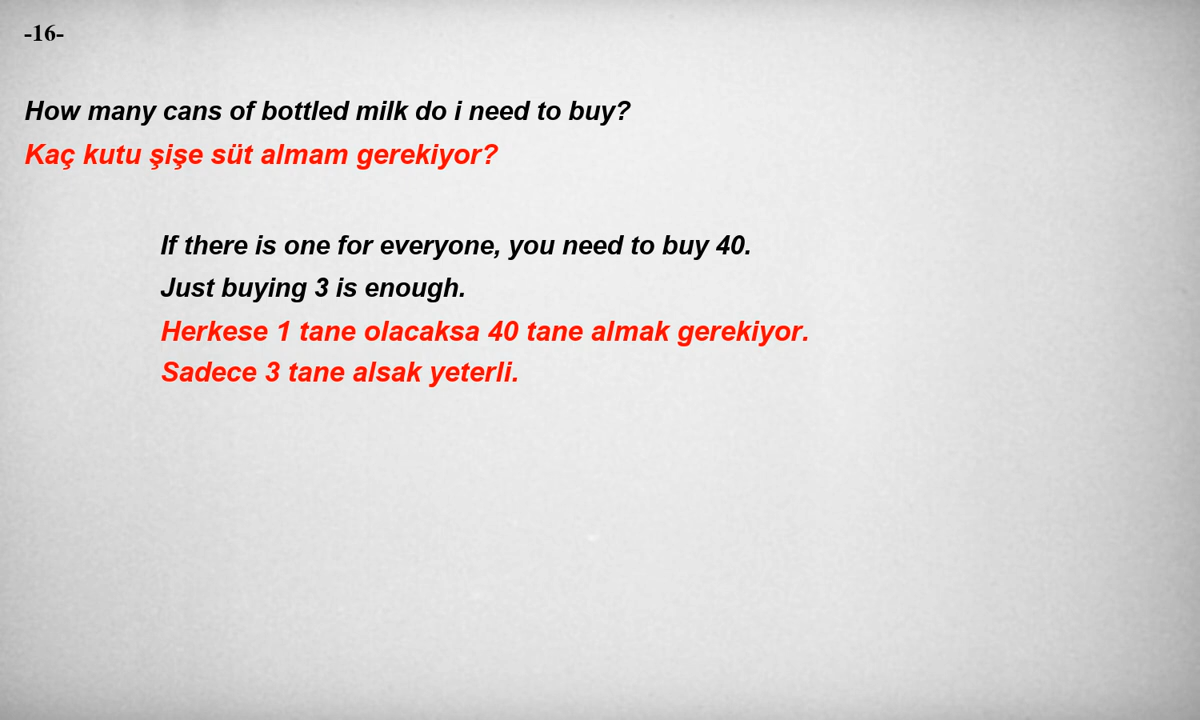 -16-
How many cans of bottled milk do i need to buy?
Kaç kutu şişe süt almam gerekiyor?
If there is one for everyone, you need to buy 40.
Just buying 3 is enough.
Herkese 1 tane olacaksa 40 tane almak gerekiyor.
Sadece 3 tane alsak yeterli.